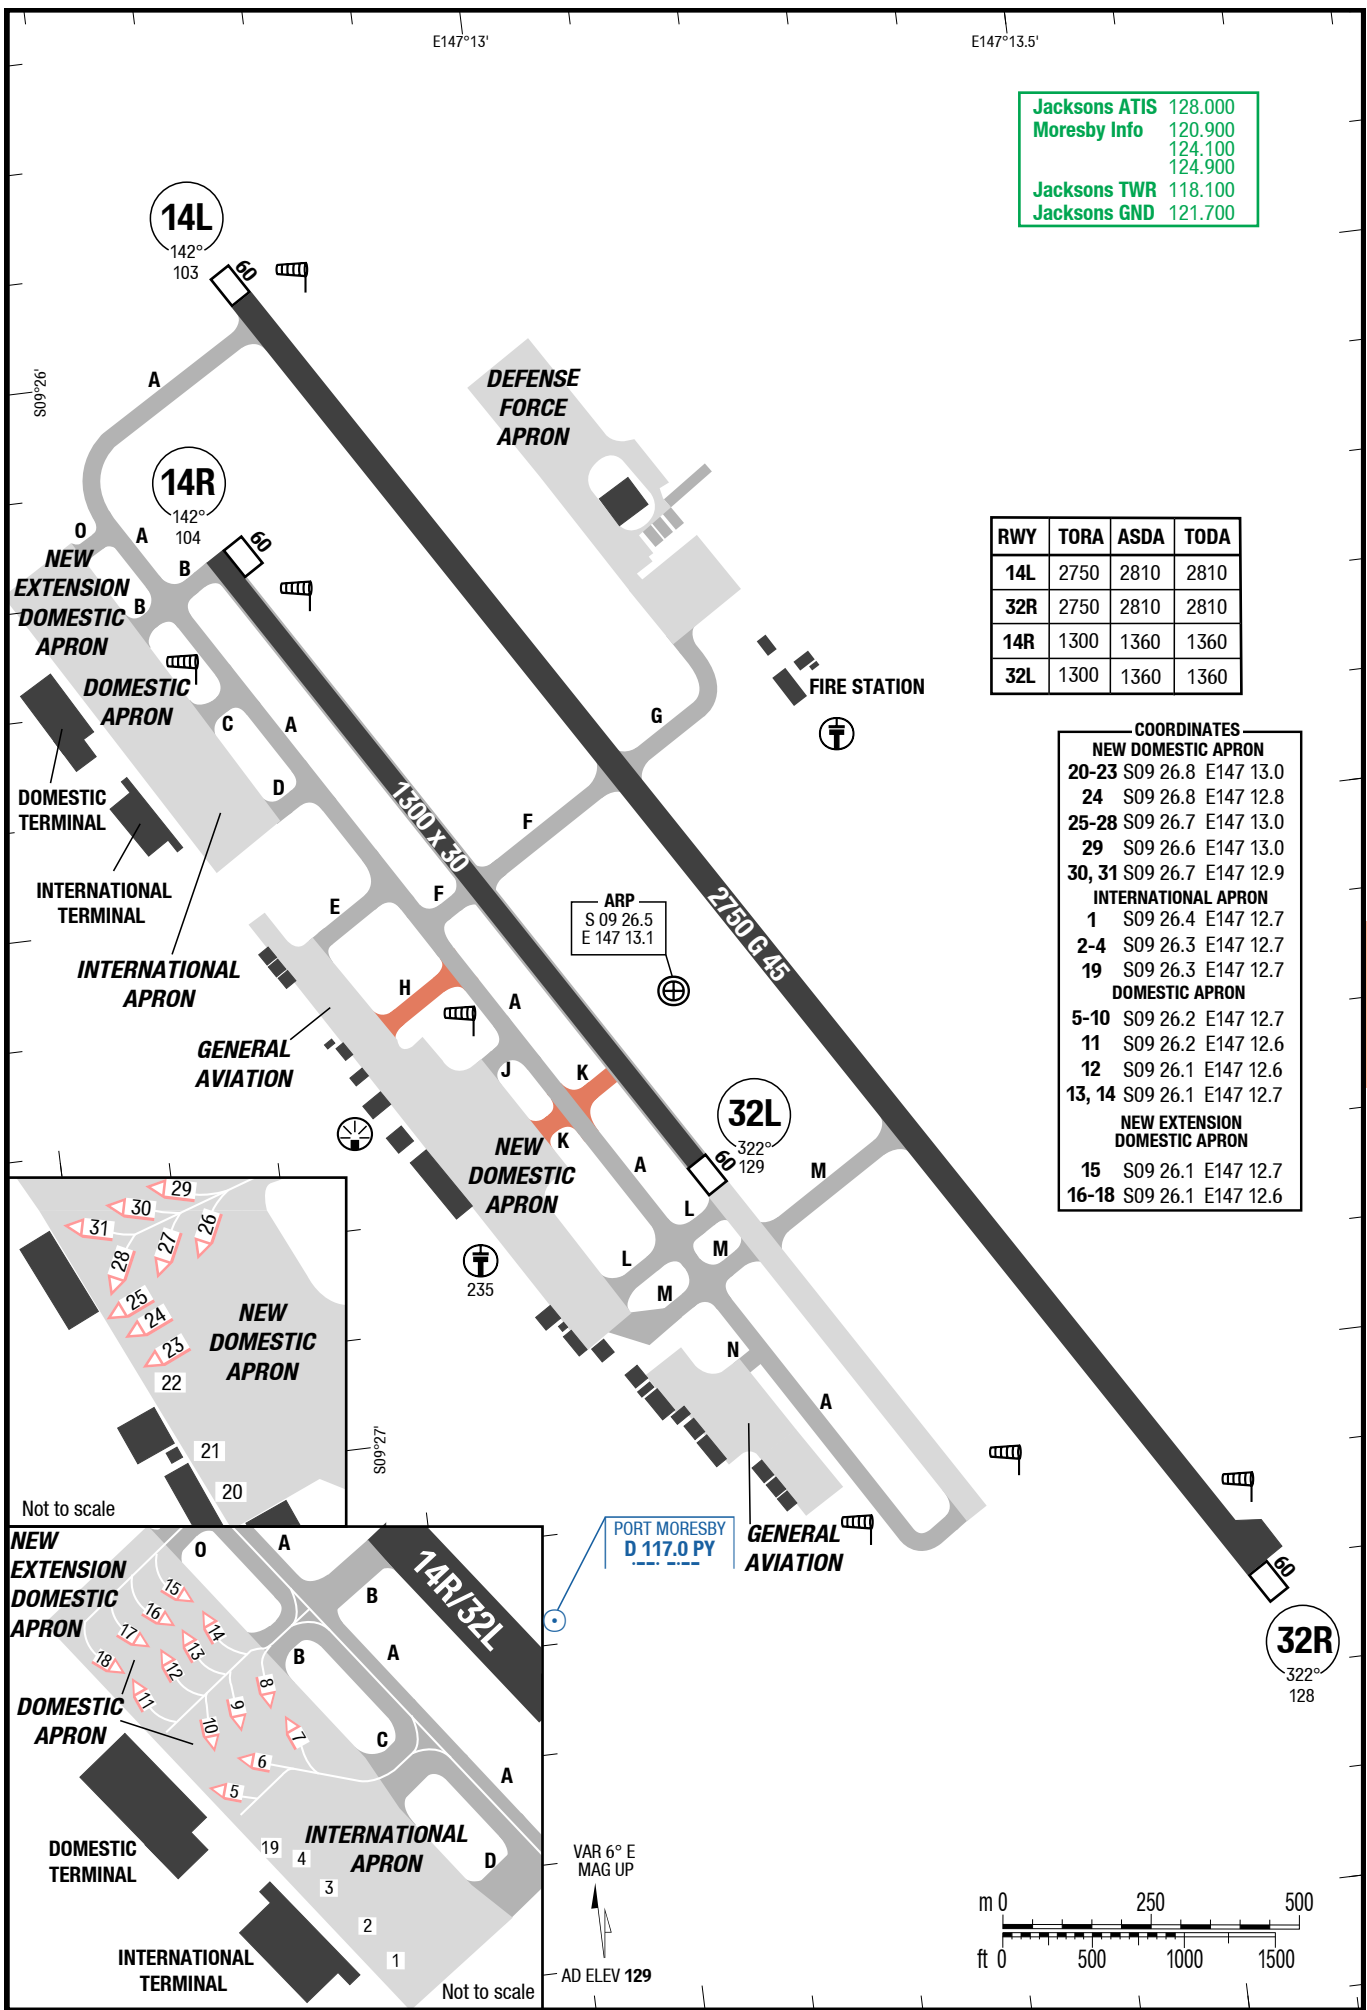 E147°13'
E147°13.5'
Jacksons ATIS 128.000
Moresby Info 120.900
124.100
124.900
Jacksons TWR 118.100
Jacksons GND 121.700
14L
142°
103
60
A
S09°26'
DEFENSE
FORCE
APRON
14R
142°
104
60
O
A
B
B
NEW
EXTENSION
DOMESTIC
APRON
DOMESTIC
APRON
C
A
D
G
FIRE STATION
RWY TORA ASDA TODA
14L 2750 2810 2810
32R 2750 2810 2810
14R 1300 1360 1360
32L 1300 1360 1360
COORDINATES
NEW DOMESTIC APRON
20-23 S09 26.8 E147 13.0
24 S09 26.8 E147 12.8
25-28 S09 26.7 E147 13.0
29 S09 26.6 E147 13.0
30, 31 S09 26.7 E147 12.9
INTERNATIONAL APRON
1 S09 26.4 E147 12.7
2-4 S09 26.3 E147 12.7
19 S09 26.3 E147 12.7
DOMESTIC APRON
5-10 S09 26.2 E147 12.7
11 S09 26.2 E147 12.6
12 S09 26.1 E147 12.6
13, 14 S09 26.1 E147 12.7
NEW EXTENSION
DOMESTIC APRON
15 S09 26.1 E147 12.7
16-18 S09 26.1 E147 12.6
DOMESTIC
TERMINAL
INTERNATIONAL
TERMINAL
1300 x 30
F
F
E
2750 G 45
ARP
S 09 26.5
E 147 13.1
INTERNATIONAL
APRON
H
A
GENERAL
AVIATION
J
K
K
NEW
DOMESTIC
APRON
32L
322°
129
60
A
M
L
M
L
M
235
N
A
29
30
31
26
27
28
25
24
23
22
21
20
NEW
DOMESTIC
APRON
Not to scale
S09°27'
PORT MORESBY
D 117.0 PY
GENERAL
AVIATION
60
32R
322°
128
NEW
EXTENSION
DOMESTIC
APRON
O
A
B
A
B
C
A
D
14R/32L
15
16
14
17
13
18
12
11
8
9
10
7
6
5
DOMESTIC
APRON
DOMESTIC
TERMINAL
INTERNATIONAL
APRON
19
4
3
2
1
INTERNATIONAL
TERMINAL
Not to scale
VAR 6° E
MAG UP
AD ELEV 129
m 0 250 500
ft 0 500 1000 1500